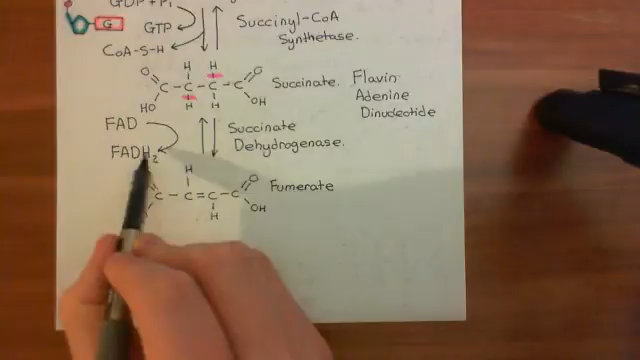 GDP + Pi
GTP
G
CoA-S-H
Succinyl-CoA
Synthetase.
H H
O O
C - C - C - C
HO H H OH
Succinate.
Flavin
Adenine
Dinucleotide
FAD
FADH2
Succinate
Dehydrogenase.
H O
C - C = C - C
H OH
Fumerate